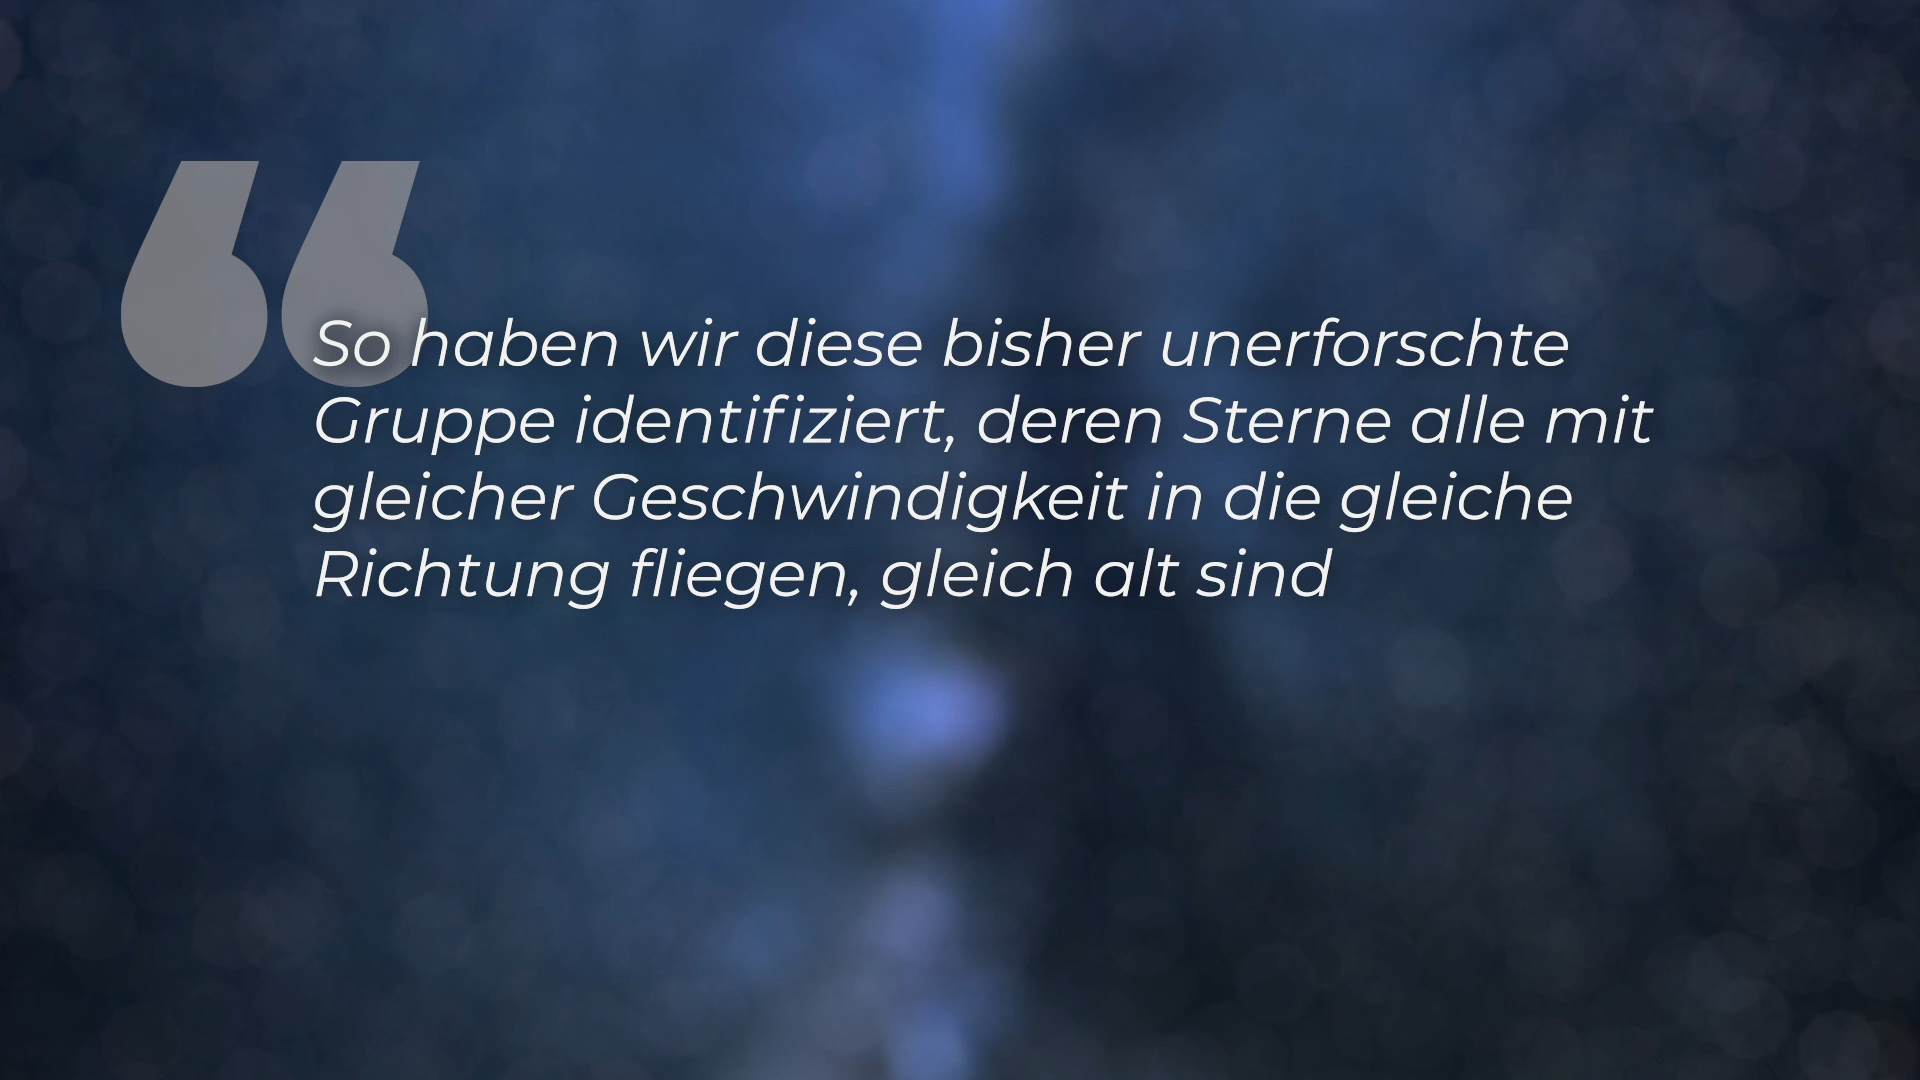 So haben wir diese bisher unerforschte
Gruppe identifiziert, deren Sterne alle mit
gleicher Geschwindigkeit in die gleiche
Richtung fliegen, gleich alt sind